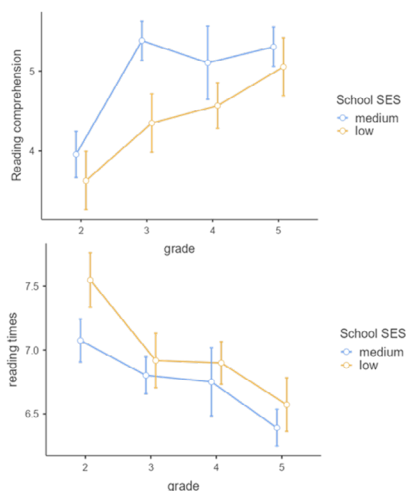 Reading comprehension
5
4
2 3 4 5
grade
School SES
medium
low
reading times
7.5
7.0
6.5
2 3 4 5
grade
School SES
medium
low